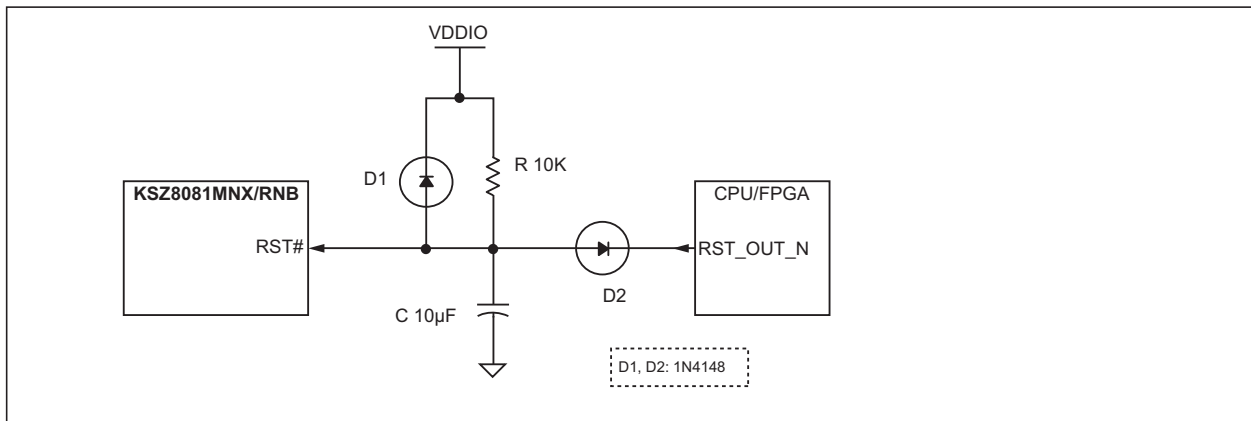 VDDIO
D1
R 10K
KSZ8081MNX/RNB
CPU/FPGA
RST#
RST_OUT_N
D2
C 10µF
D1, D2: 1N4148